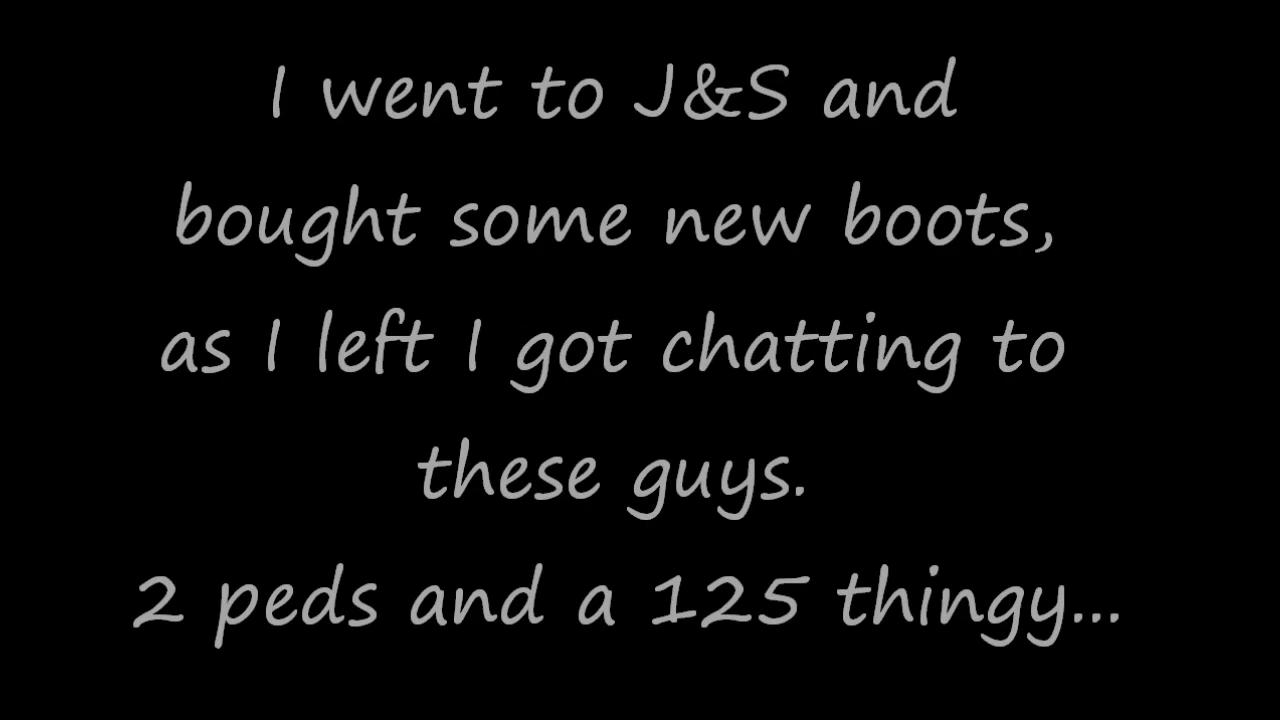 I went to J&S and
bought some new boots,
as I left I got chatting to
these guys.
2 peds and a 125 thingy...